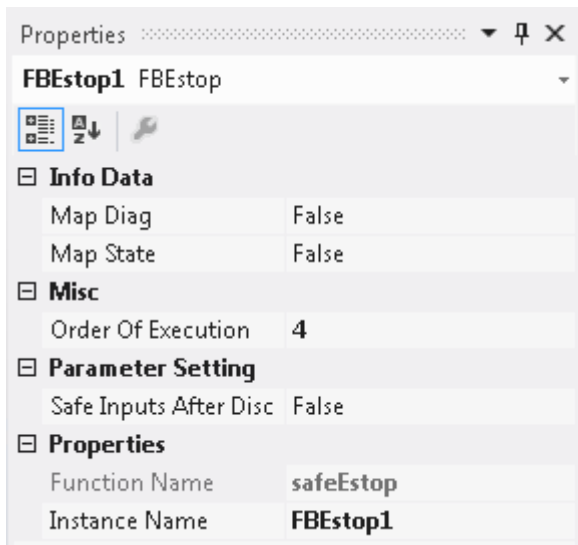 Properties
FBEstop1 FBEstop
Info Data
Map Diag False
Map State False
Misc
Order Of Execution 4
Parameter Setting
Safe Inputs After Disc False
Properties
Function Name safeEstop
Instance Name FBEstop1